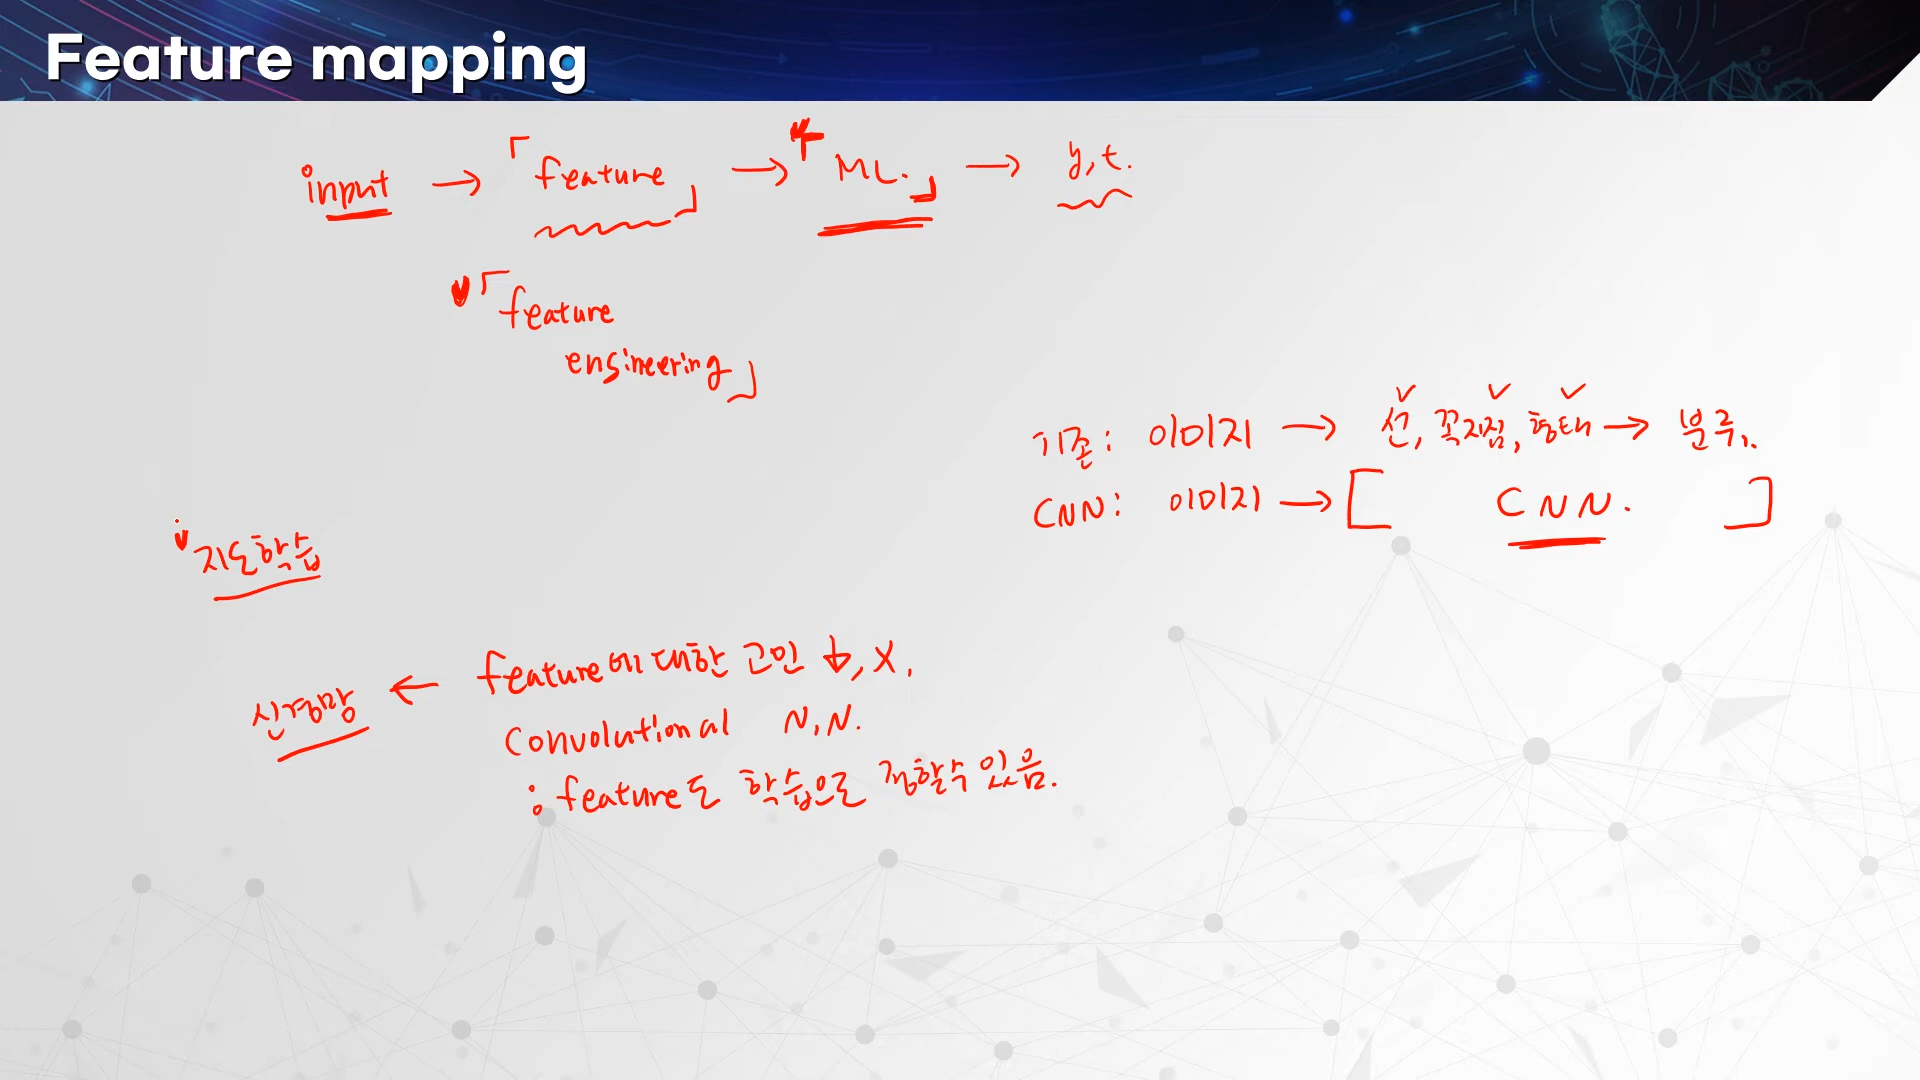 Feature mapping
input → 「feature」 → ML.」 → y, t.
「feature
engineering」
기존: 이미지 → 선, 꼭지점, 형태 → 분류.
CNN: 이미지 → [ CNN. ]
지도학습
신경망 ← feature에 대한 고민 ↓, X.
Convolutional N.N.
: feature도 학습으로 정할수 있음.